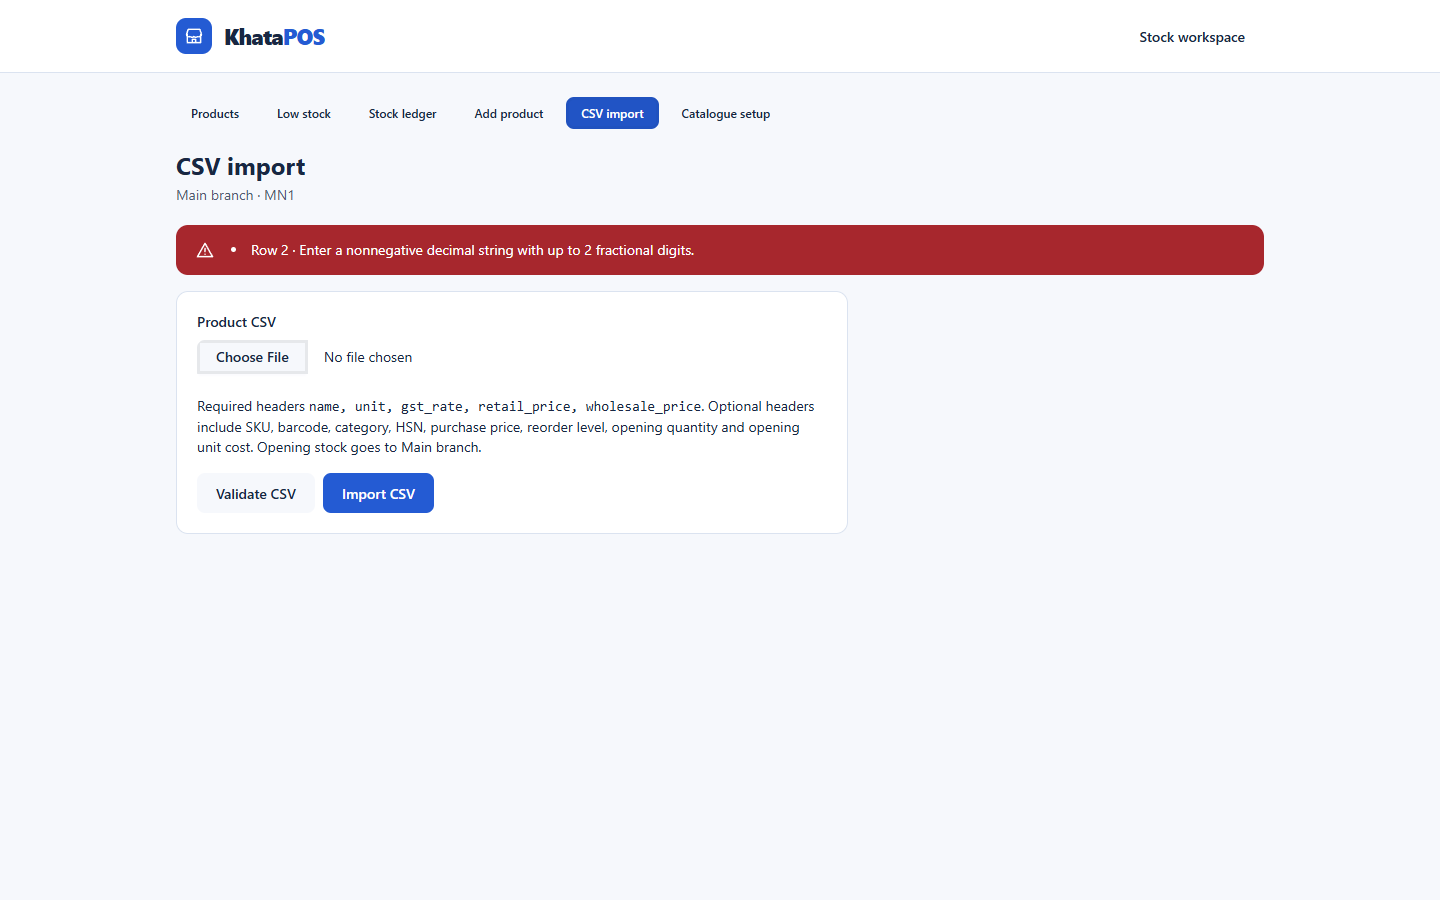 KhataPOS
Stock workspace
Products
Low stock
Stock ledger
Add product
CSV import
Catalogue setup
CSV import
Main branch · MN1
• Row 2 · Enter a nonnegative decimal string with up to 2 fractional digits.
Product CSV
Choose File
No file chosen
Required headers name, unit, gst_rate, retail_price, wholesale_price. Optional headers
include SKU, barcode, category, HSN, purchase price, reorder level, opening quantity and opening
unit cost. Opening stock goes to Main branch.
Validate CSV
Import CSV